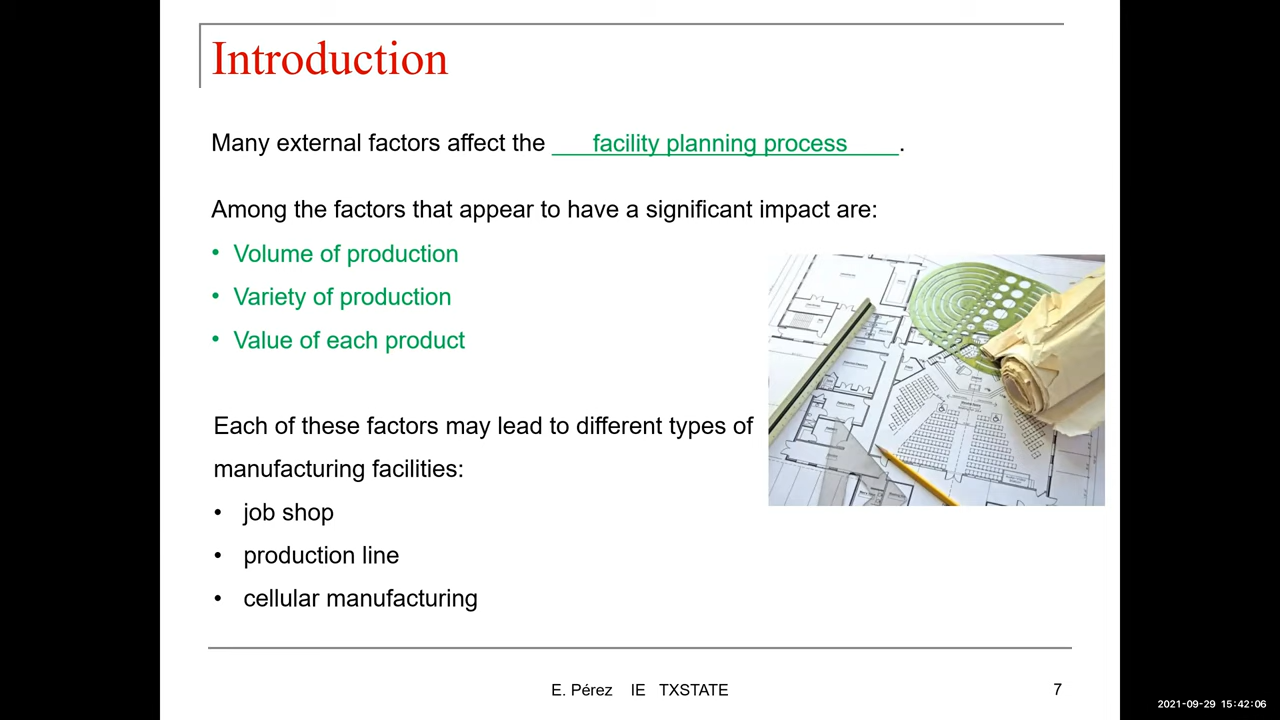 Introduction
Many external factors affect the ___facility planning process____.
Among the factors that appear to have a significant impact are:
• Volume of production
• Variety of production
• Value of each product
Each of these factors may lead to different types of
manufacturing facilities:
• job shop
• production line
• cellular manufacturing
E. Pérez IE TXSTATE
7
2021-09-29 15:42:06